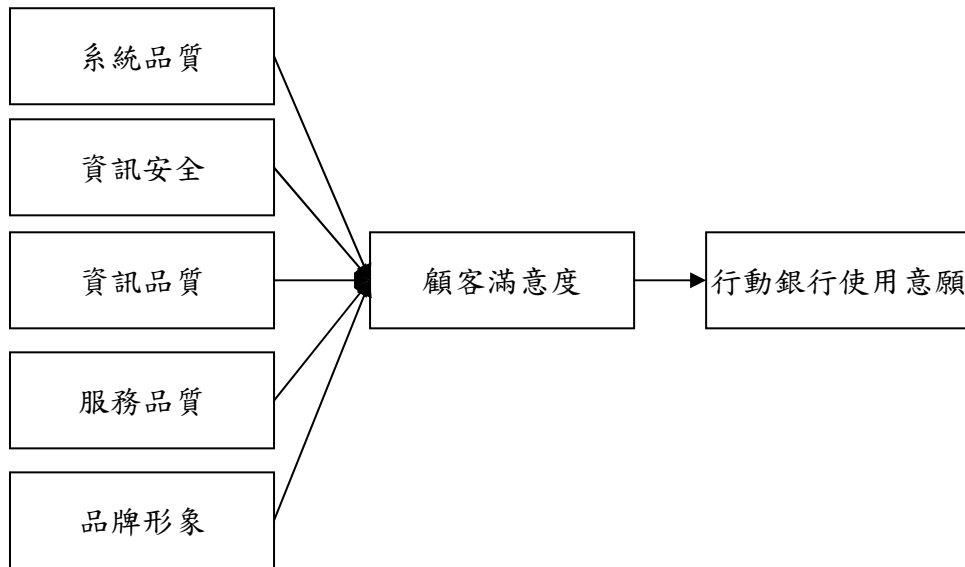 系統品質
資訊安全
資訊品質
顧客滿意度
行動銀行使用意願
服務品質
品牌形象